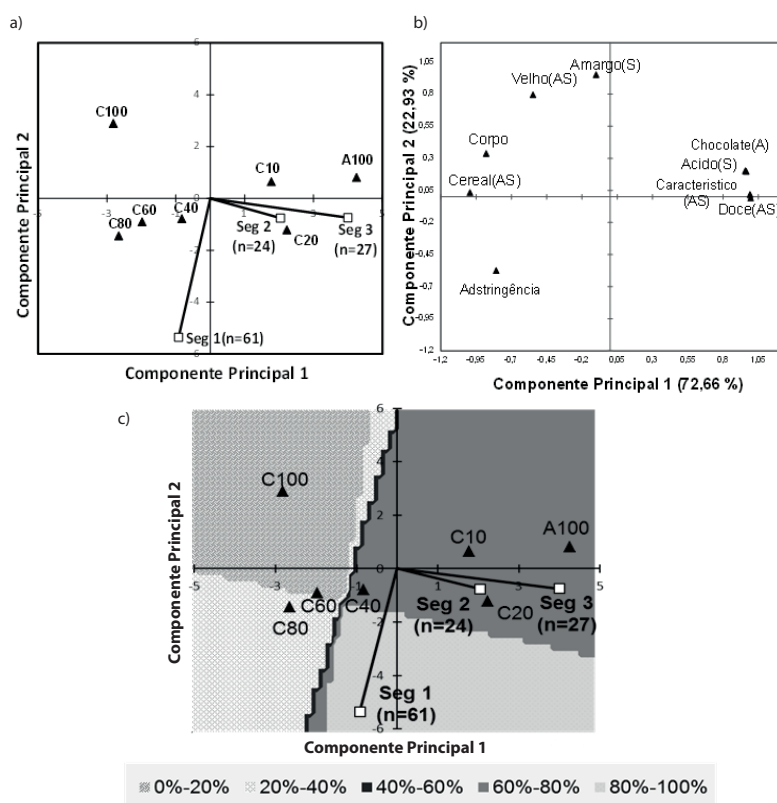 a)
6
C100
4
2
C10
A100
0
-5
-3
-1
1
3
5
C80
C60
C40
Seg 2
(n=24)
C20
Seg 3
(n=27)
-2
-4
Seg 1(n=61)
-6
Componente Principal 2
Componente Principal 1
b)
1,05
0,8
0,55
0,3
0,05
-0,2
-0,45
-0,7
-0,95
-1,2
Amargo(S)
Velho(AS)
Corpo
Cereal(AS)
Chocolate(A)
Acido(S)
Caracteristico
(AS)
Doce(AS)
Adstringência
-1,2 -0,95 -0,7 -0,45 -0,2 0,05 0,3 0,55 0,8 1,05
Componente Principal 2 (22,93 %)
Componente Principal 1 (72,66 %)
c)
6
4
C100
2
C10
A100
0
-5
-3
-1
1
3
5
C60
C40
C80
Seg 2
(n=24)
C20
Seg 3
(n=27)
-2
-4
Seg 1
(n=61)
-6
Componente Principal 2
Componente Principal 1
0%-20% 20%-40% 40%-60% 60%-80% 80%-100%